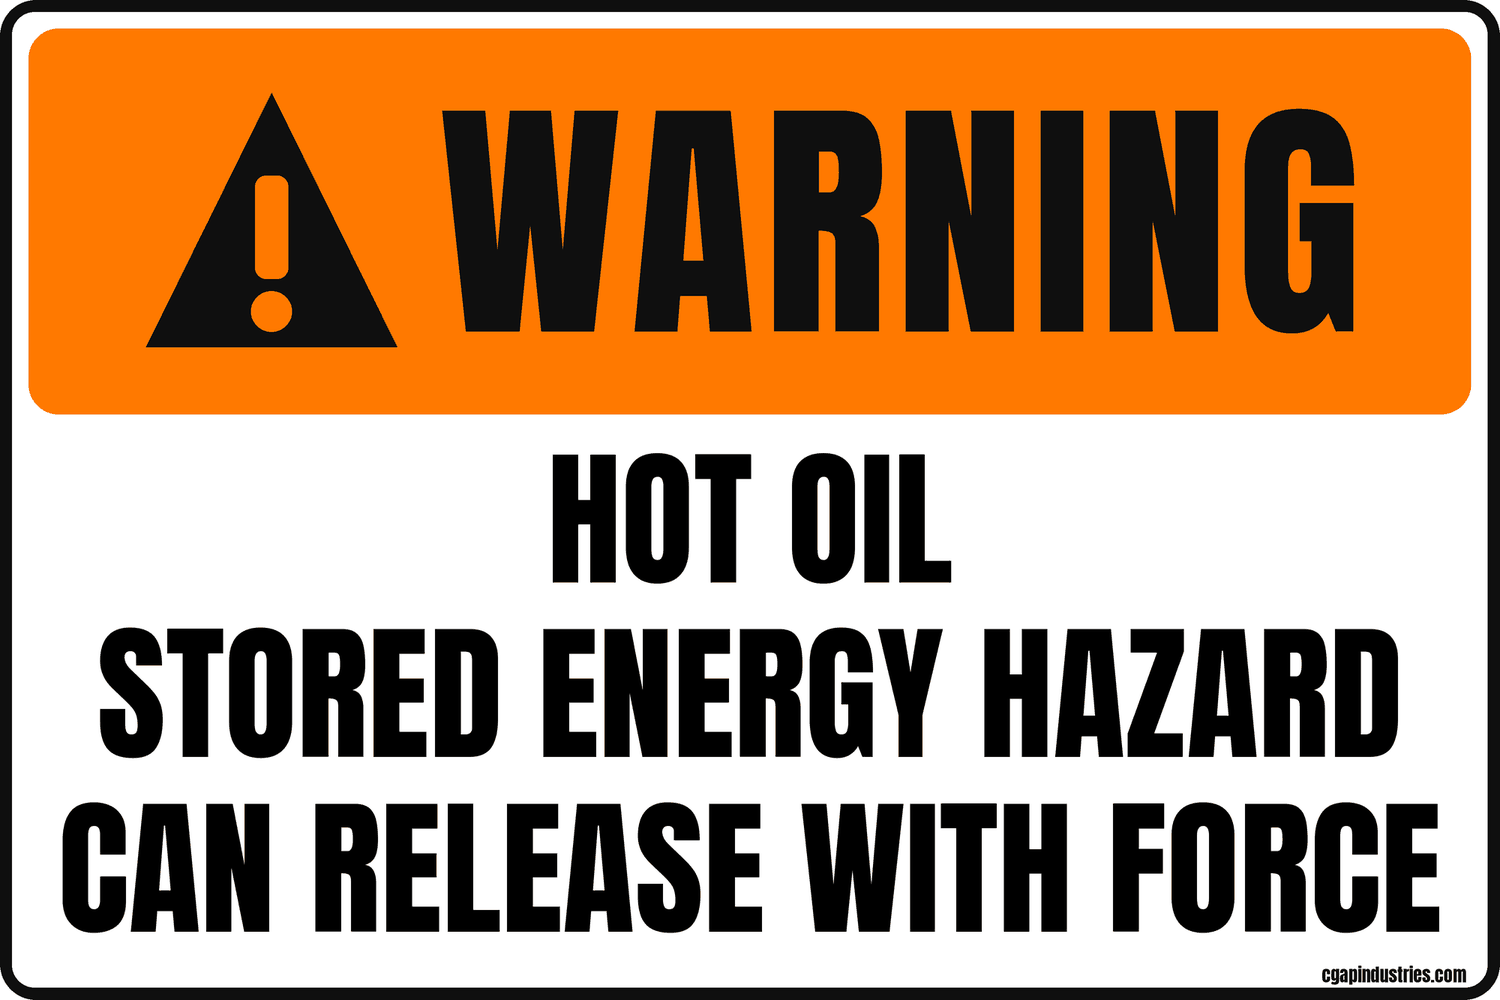 WARNING
HOT OIL
STORED ENERGY HAZARD
CAN RELEASE WITH FORCE
cgapindustries.com